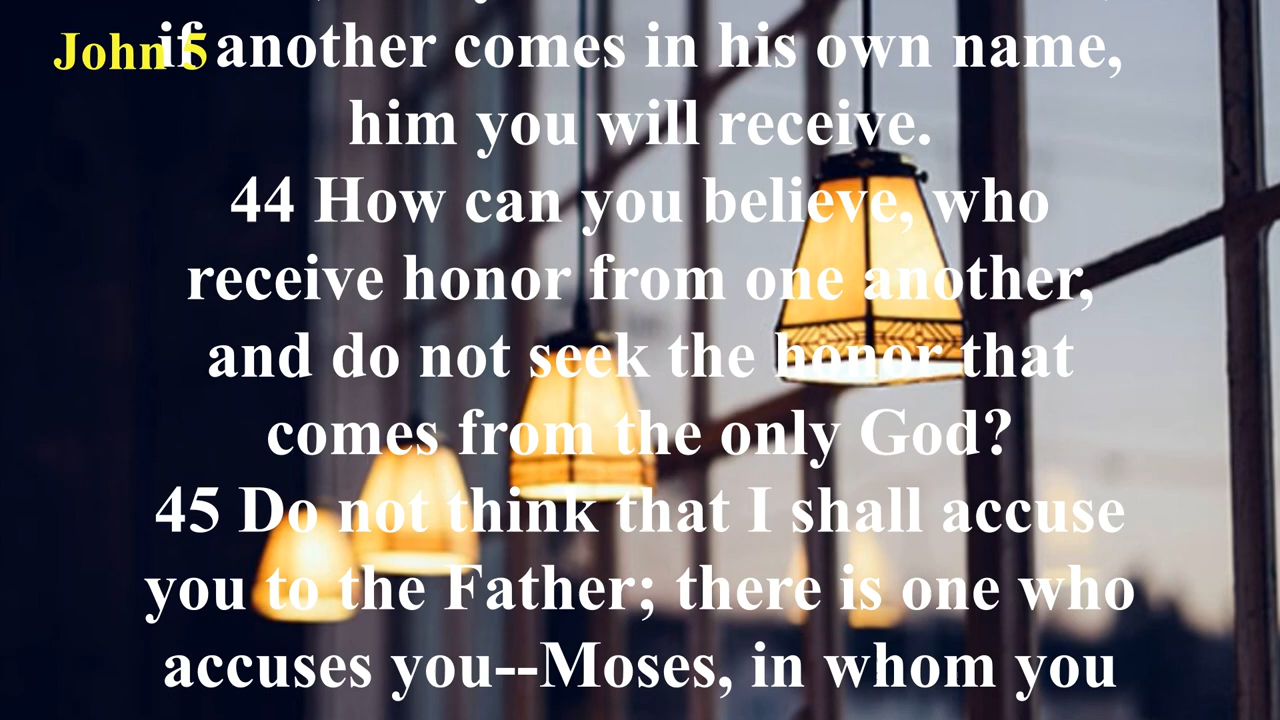 John 5
if another comes in his own name,
him you will receive.
44 How can you believe, who
receive honor from one another,
and do not seek the honor that
comes from the only God?
45 Do not think that I shall accuse
you to the Father; there is one who
accuses you--Moses, in whom you